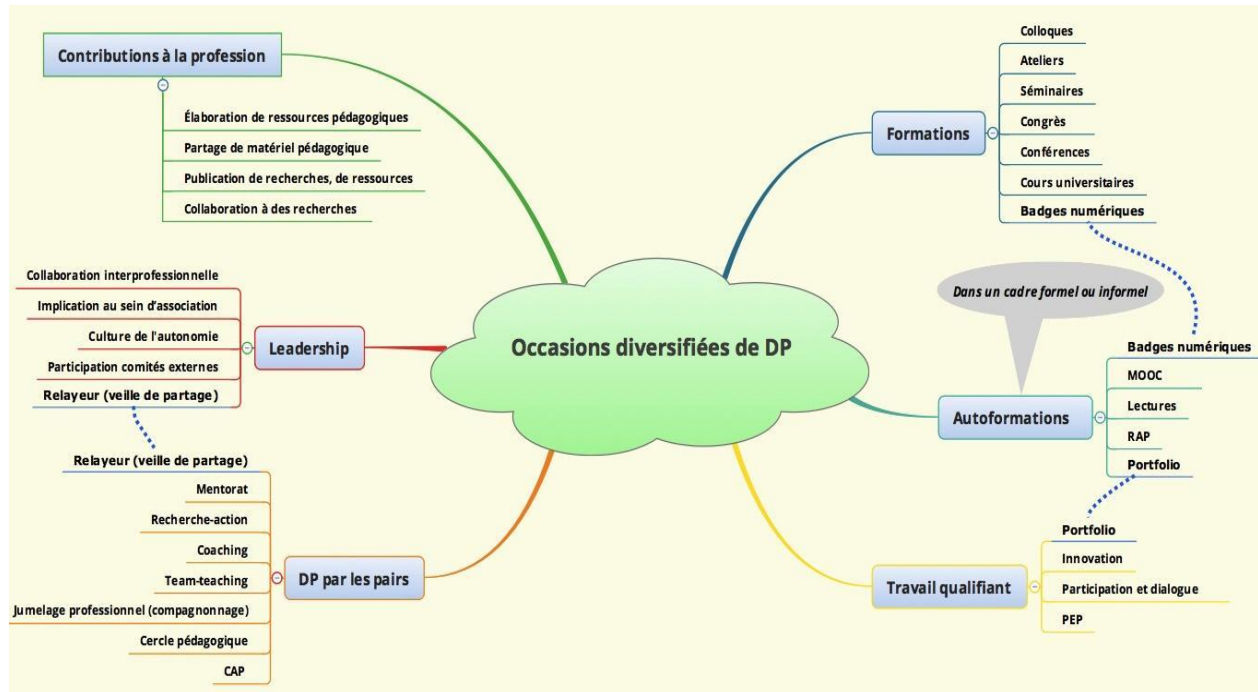 Occasions diversifiées de DP
Contributions à la profession
Élaboration de ressources pédagogiques
Partage de matériel pédagogique
Publication de recherches, de ressources
Collaboration à des recherches
Leadership
Collaboration interprofessionnelle
Implication au sein d'association
Culture de l'autonomie
Participation comités externes
Relayeur (veille de partage)
DP par les pairs
Relayeur (veille de partage)
Mentorat
Recherche-action
Coaching
Team-teaching
Jumelage professionnel (compagnonnage)
Cercle pédagogique
CAP
Formations
Colloques
Ateliers
Séminaires
Congrès
Conférences
Cours universitaires
Badges numériques
Dans un cadre formel ou informel
Autoformations
Badges numériques
MOOC
Lectures
RAP
Portfolio
Travail qualifiant
Portfolio
Innovation
Participation et dialogue
PEP